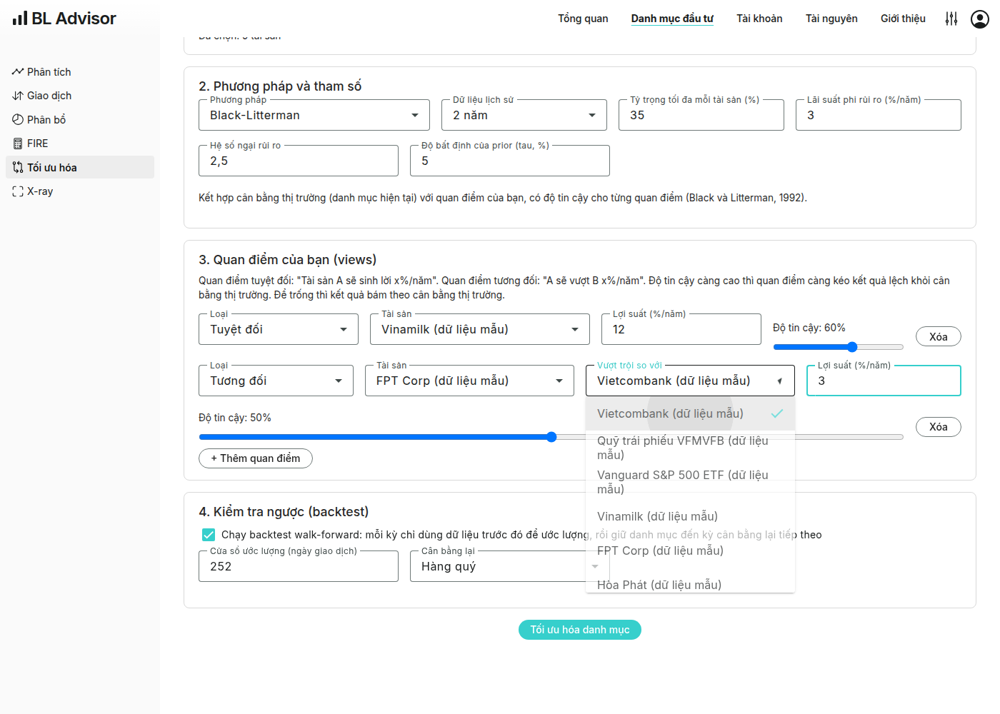 BL Advisor
Tổng quan
Danh mục đầu tư
Tài khoản
Tài nguyên
Giới thiệu
Phân tích
Giao dịch
Phân bổ
FIRE
Tối ưu hóa
X-ray
2. Phương pháp và tham số
Phương pháp
Black-Litterman
Dữ liệu lịch sử
2 năm
Tỷ trọng tối đa mỗi tài sản (%)
35
Lãi suất phi rủi ro (%/năm)
3
Hệ số ngại rủi ro
2,5
Độ bất định của prior (tau, %)
5
Kết hợp cân bằng thị trường (danh mục hiện tại) với quan điểm của bạn, có độ tin cậy cho từng quan điểm (Black và Litterman, 1992).
3. Quan điểm của bạn (views)
Quan điểm tuyệt đối: "Tài sản A sẽ sinh lời x%/năm". Quan điểm tương đối: "A sẽ vượt B x%/năm". Độ tin cậy càng cao thì quan điểm càng kéo kết quả lệch khỏi cân
bằng thị trường. Để trống thì kết quả bám theo cân bằng thị trường.
Loại
Tuyệt đối
Tài sản
Vinamilk (dữ liệu mẫu)
Lợi suất (%/năm)
12
Độ tin cậy: 60%
Xóa
Loại
Tương đối
Tài sản
FPT Corp (dữ liệu mẫu)
Vượt trội so với
Vietcombank (dữ liệu mẫu)
Lợi suất (%/năm)
3
Độ tin cậy: 50%
Xóa
Vietcombank (dữ liệu mẫu)
Quỹ trái phiếu VFMVFB (dữ liệu
mẫu)
Vanguard S&P 500 ETF (dữ liệu
mẫu)
Vinamilk (dữ liệu mẫu)
FPT Corp (dữ liệu mẫu)
Hòa Phát (dữ liệu mẫu)
+ Thêm quan điểm
4. Kiểm tra ngược (backtest)
Chạy backtest walk-forward: mỗi kỳ chỉ dùng dữ liệu trước đó để ước lượng, rồi giữ danh mục đến kỳ cân bằng lại tiếp theo
Cửa sổ ước lượng (ngày giao dịch)
252
Cân bằng lại
Hàng quý
Tối ưu hóa danh mục